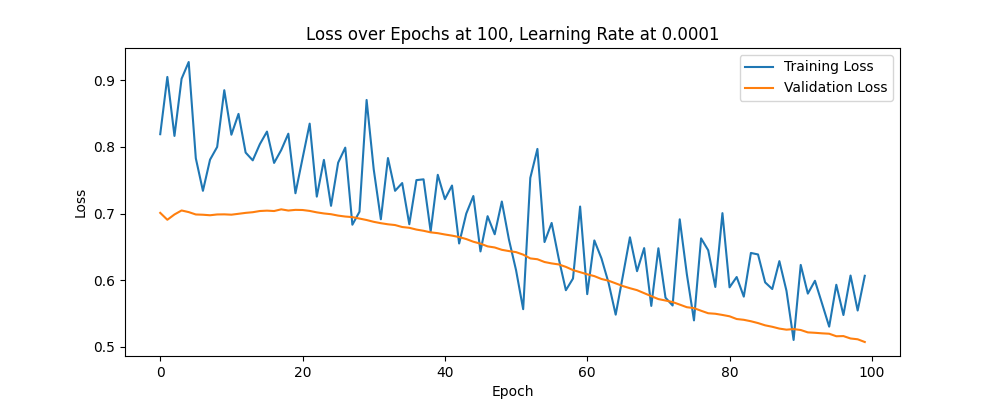 Loss over Epochs at 100, Learning Rate at 0.0001
Training Loss
Validation Loss
0.9
0.8
0.7
0.6
0.5
Loss
0
20
40
60
80
100
Epoch